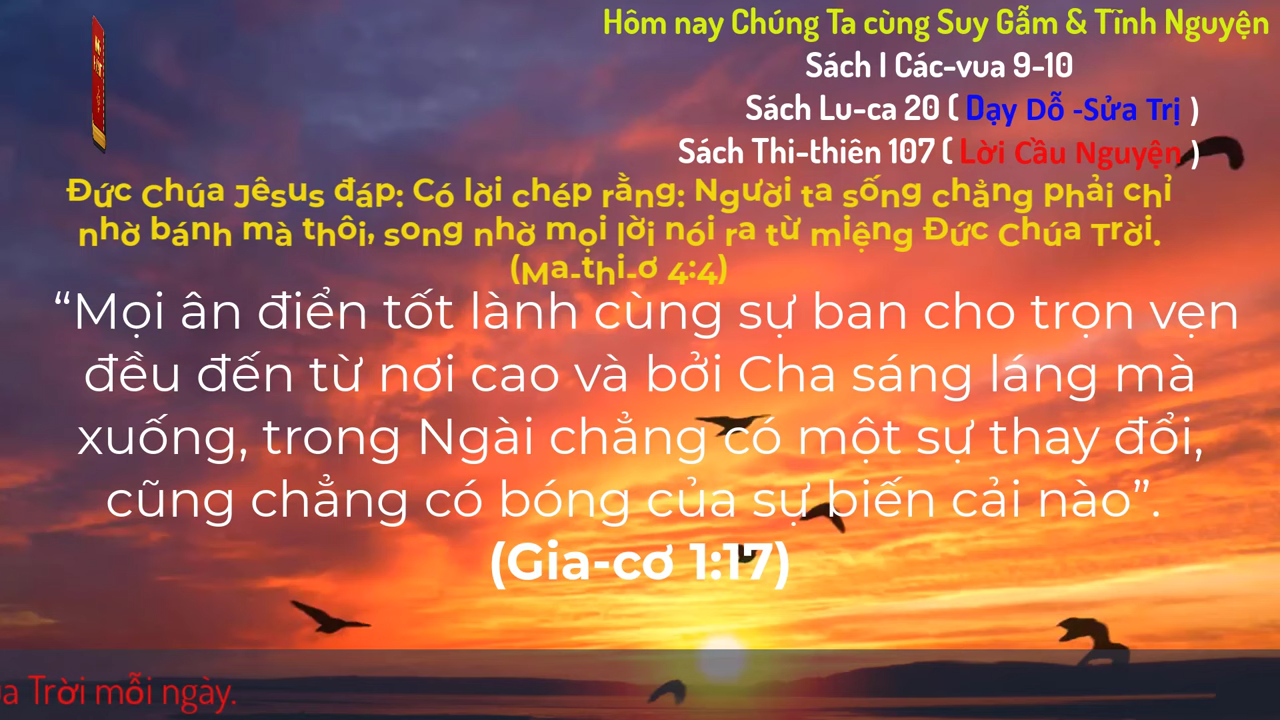 Hôm nay Chúng Ta cùng Suy Gẫm & Tĩnh Nguyện
Sách I Các-vua 9-10
Sách Lu-ca 20 ( Dạy Dỗ -Sửa Trị )
Sách Thi-thiên 107 ( Lời Cầu Nguyện )
Đức Chúa Jêsus đáp: Có lời chép rằng: Người ta sống chẳng phải chỉ
nhờ bánh mà thôi, song nhờ mọi lời nói ra từ miệng Đức Chúa Trời.
(Ma-thi-ơ 4:4)
“Mọi ân điển tốt lành cùng sự ban cho trọn vẹn
đều đến từ nơi cao và bởi Cha sáng láng mà
xuống, trong Ngài chẳng có một sự thay đổi,
cũng chẳng có bóng của sự biến cải nào”.
(Gia-cơ 1:17)
Trời mỗi ngày.